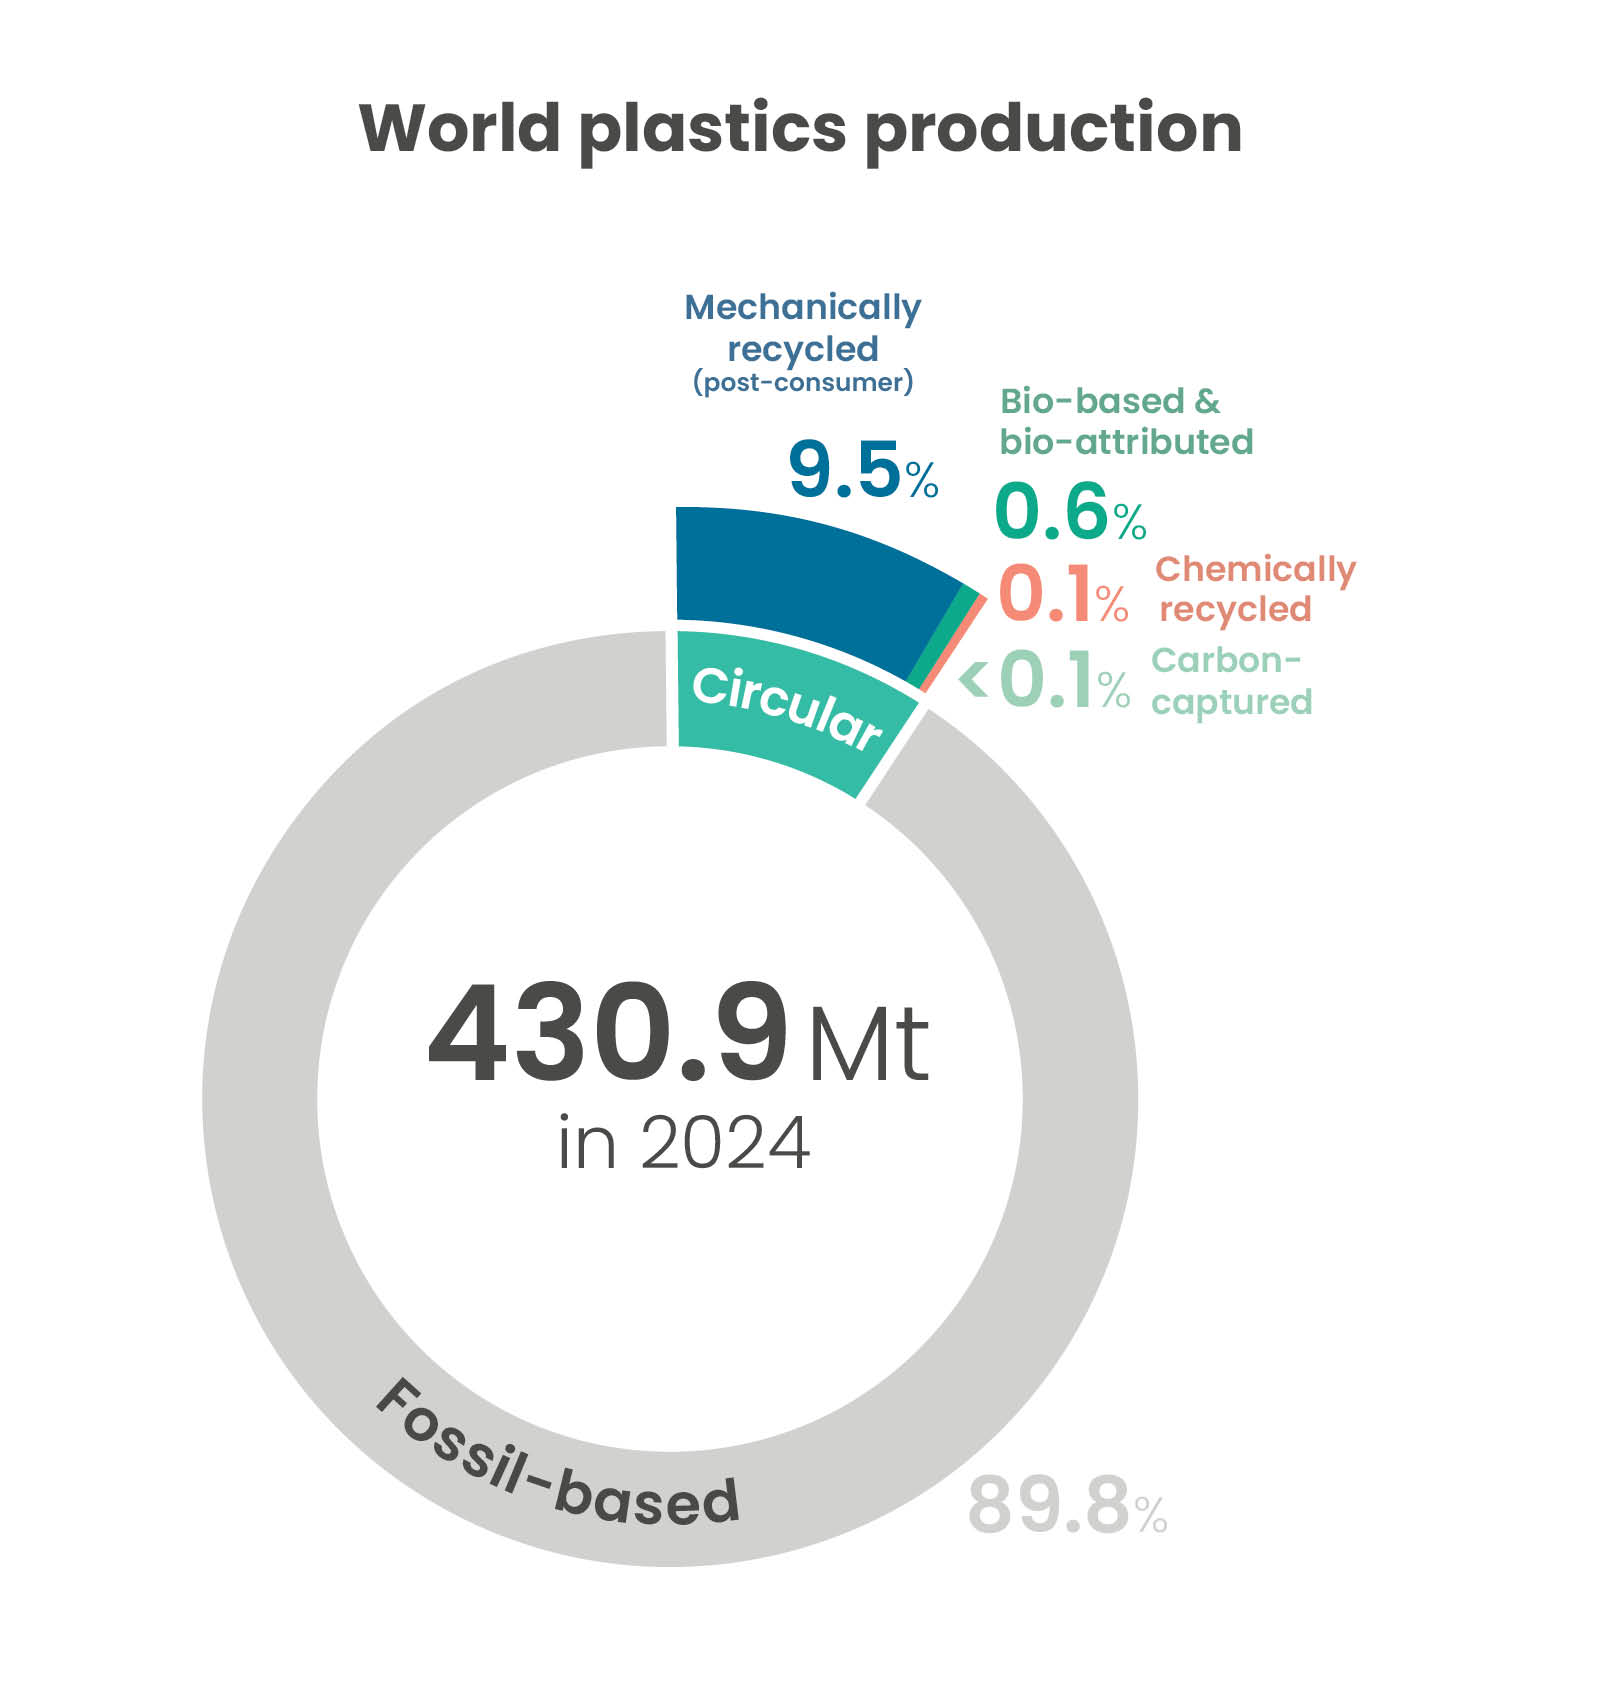 World plastics production
Mechanically
recycled
(post-consumer)
9.5%
Bio-based &
bio-attributed
0.6%
0.1%
Chemically
recycled
<0.1%
Carbon-
captured
Circular
430.9 Mt
in 2024
Fossil-based
89.8%